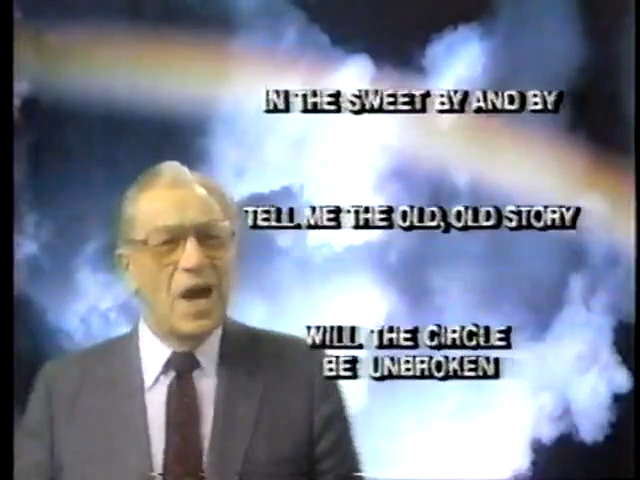 IN THE SWEET BY AND BY
TELL ME THE OLD, OLD STORY
WILL THE CIRCLE
BE UNBROKEN